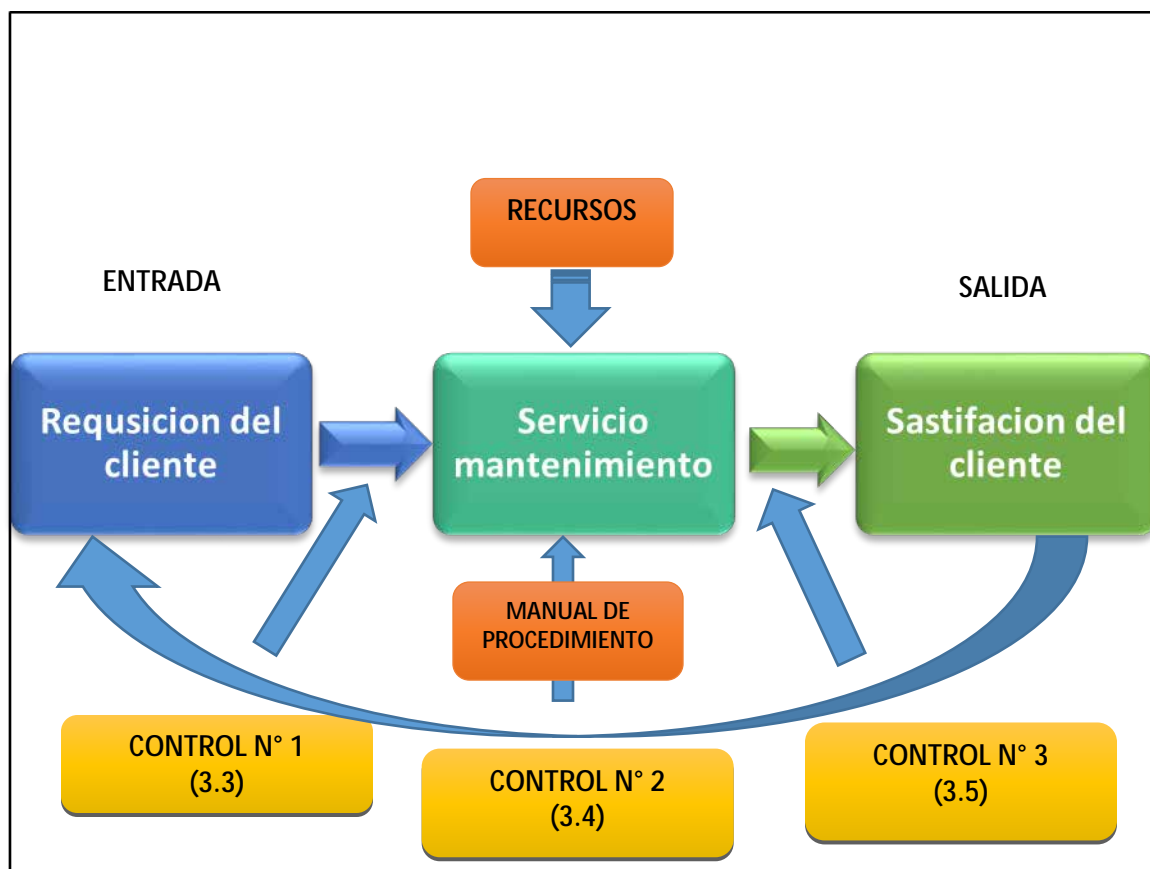 RECURSOS
ENTRADA
SALIDA
Requsicion del
cliente
Servicio
mantenimiento
Sastifacion del
cliente
MANUAL DE
PROCEDIMIENTO
CONTROL N° 1
(3.3)
CONTROL N° 2
(3.4)
CONTROL N° 3
(3.5)